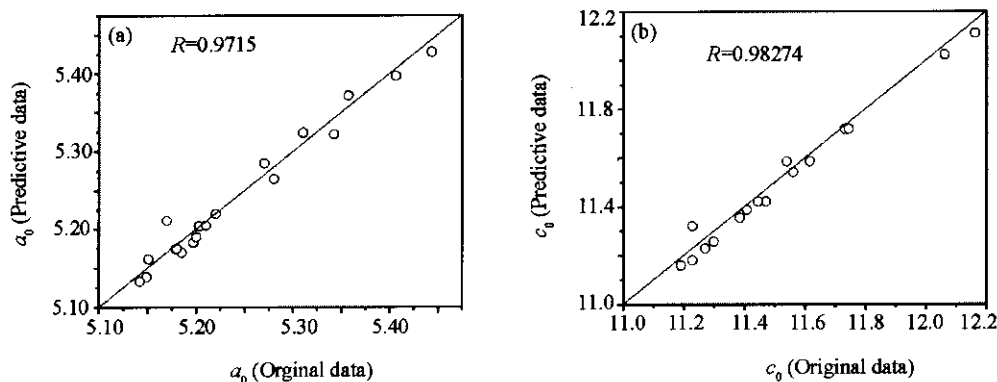 (a)
R=0.9715
5.40
5.30
5.20
5.10
5.10
5.20
5.30
5.40
a₀ (Predictive data)
a₀ (Orginal data)
(b)
R=0.98274
12.2
11.8
11.4
11.0
11.0
11.2
11.4
11.6
11.8
12.0
12.2
c₀ (Predictive data)
c₀ (Original data)